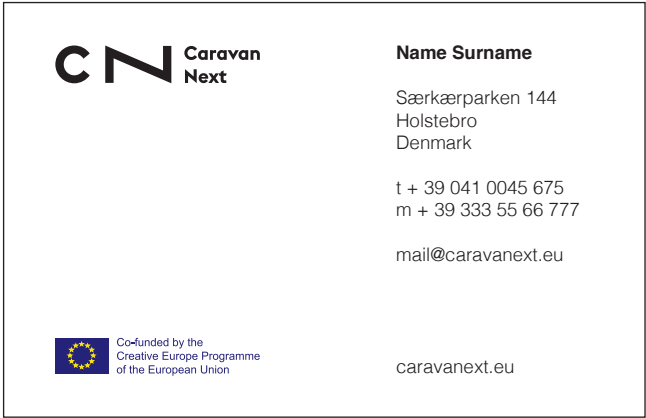 CN Caravan
Next
Name Surname
Særkærparken 144
Holstebro
Denmark
t + 39 041 0045 675
m + 39 333 55 66 777
mail@caravanext.eu
Co-funded by the
Creative Europe Programme
of the European Union
caravanext.eu